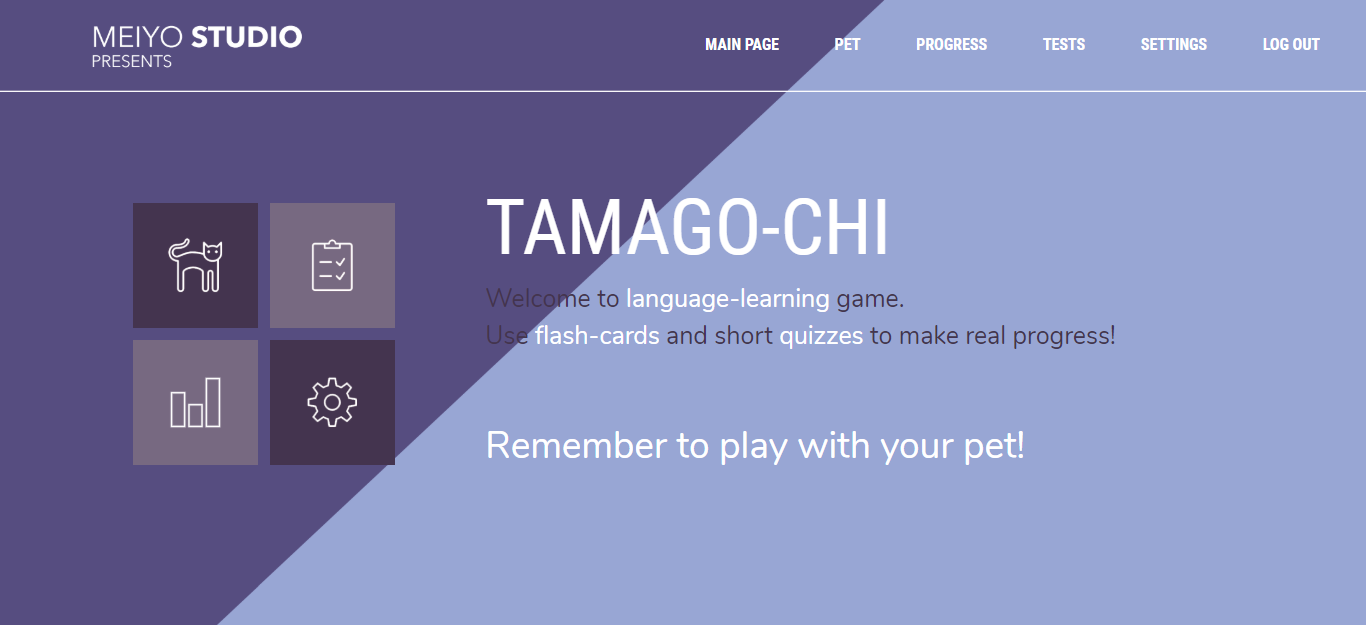 MEIYO STUDIO
PRESENTS
MAIN PAGE PET PROGRESS TESTS SETTINGS LOG OUT
TAMAGO-CHI
Welcome to language-learning game.
Use flash-cards and short quizzes to make real progress!
Remember to play with your pet!